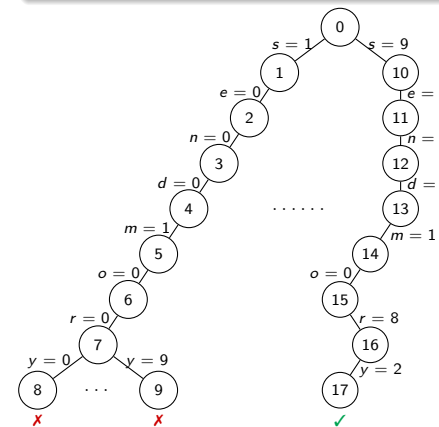 0
s = 1 s = 9
1 10
e = 0 e =
2 11
n = 0 n =
3 12
d = 0 d =
4 ...... 13
m = 1 m = 1
5 14
o = 0 o = 0
6 15
r = 0 r = 8
7 16
y = 0 y = 9 y = 2
8 ... 9 17
✗ ✗ ✓